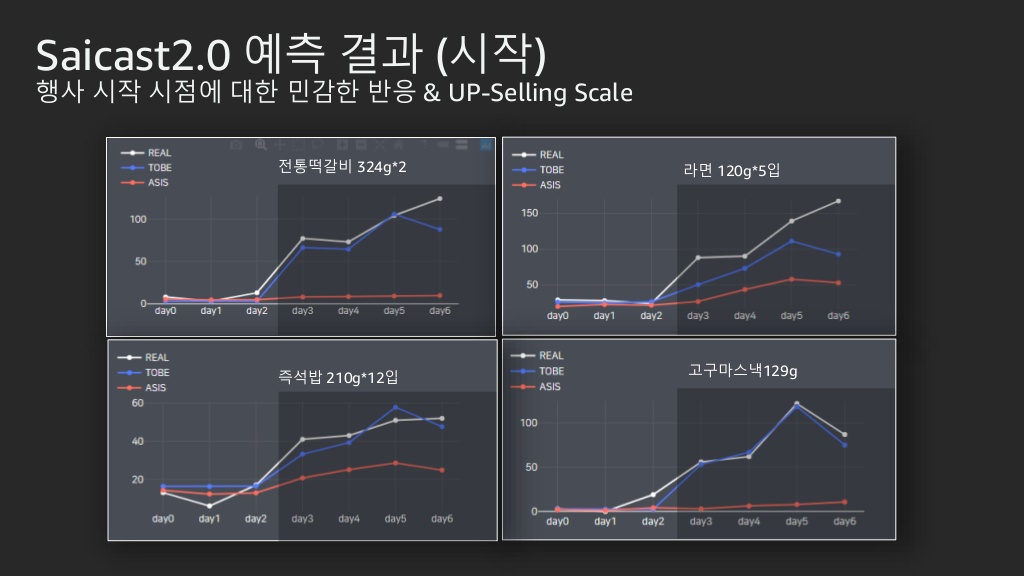 Saicast2.0 예측 결과 (시작)
행사 시작 시점에 대한 민감한 반응 & UP-Selling Scale
REAL
TOBE
ASIS
전통떡갈비 324g*2
100
50
0
day0 day1 day2 day3 day4 day5 day6
REAL
TOBE
ASIS
라면 120g*5입
150
100
50
day0 day1 day2 day3 day4 day5 day6
REAL
TOBE
ASIS
즉석밥 210g*12입
60
40
20
day0 day1 day2 day3 day4 day5 day6
REAL
TOBE
ASIS
고구마스낵129g
100
50
0
day0 day1 day2 day3 day4 day5 day6